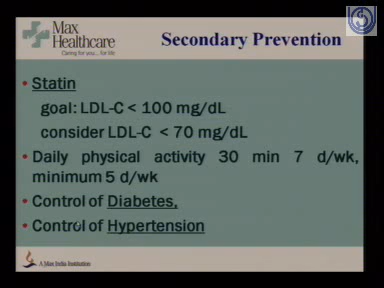 Max
Healthcare
Caring for you... for life
Secondary Prevention
• Statin
goal: LDL-C < 100 mg/dL
consider LDL-C < 70 mg/dL
• Daily physical activity 30 min 7 d/wk,
minimum 5 d/wk
• Control of Diabetes,
• Control of Hypertension
A Max India Institution